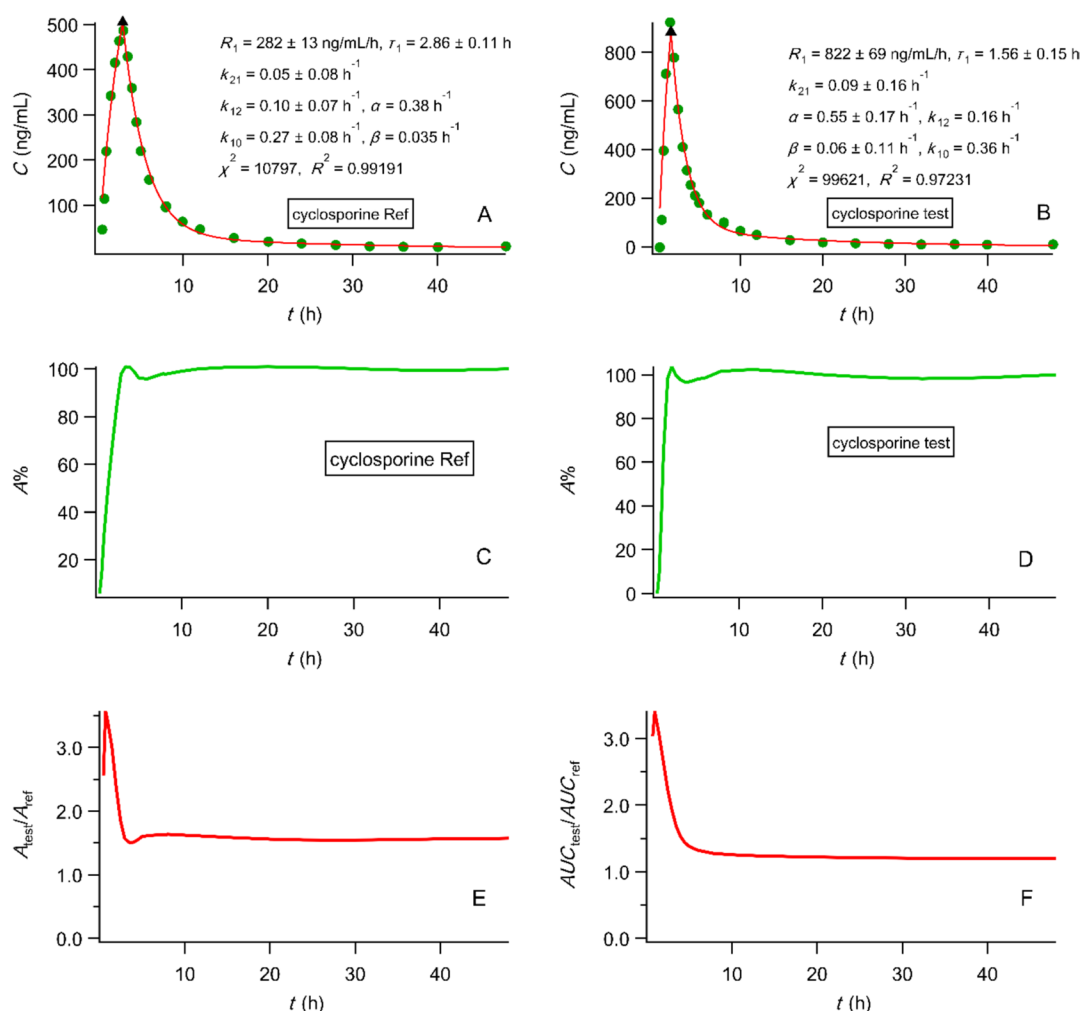 500
400
300
200
100
C (ng/mL)
R1 = 282 ± 13 ng/mL/h, r1 = 2.86 ± 0.11 h
k21 = 0.05 ± 0.08 h-1
k12 = 0.10 ± 0.07 h-1, α = 0.38 h-1
k10 = 0.27 ± 0.08 h-1, β = 0.035 h-1
χ2 = 10797, R2 = 0.99191
cyclosporine Ref
A
10 20 30 40
t (h)
800
600
400
200
0
C (ng/mL)
R1 = 822 ± 69 ng/mL/h, r1 = 1.56 ± 0.15 h
k21 = 0.09 ± 0.16 h-1
α = 0.55 ± 0.17 h-1, k12 = 0.16 h-1
β = 0.06 ± 0.11 h-1, k10 = 0.36 h-1
χ2 = 99621, R2 = 0.97231
cyclosporine test
B
10 20 30 40
t (h)
100
80
60
40
20
A%
cyclosporine Ref
C
10 20 30 40
t (h)
100
80
60
40
20
0
A%
cyclosporine test
D
10 20 30 40
t (h)
3.0
2.0
1.0
0.0
Atest/Aref
E
10 20 30 40
t (h)
3.0
2.0
1.0
0.0
AUCtest/AUCref
F
10 20 30 40
t (h)